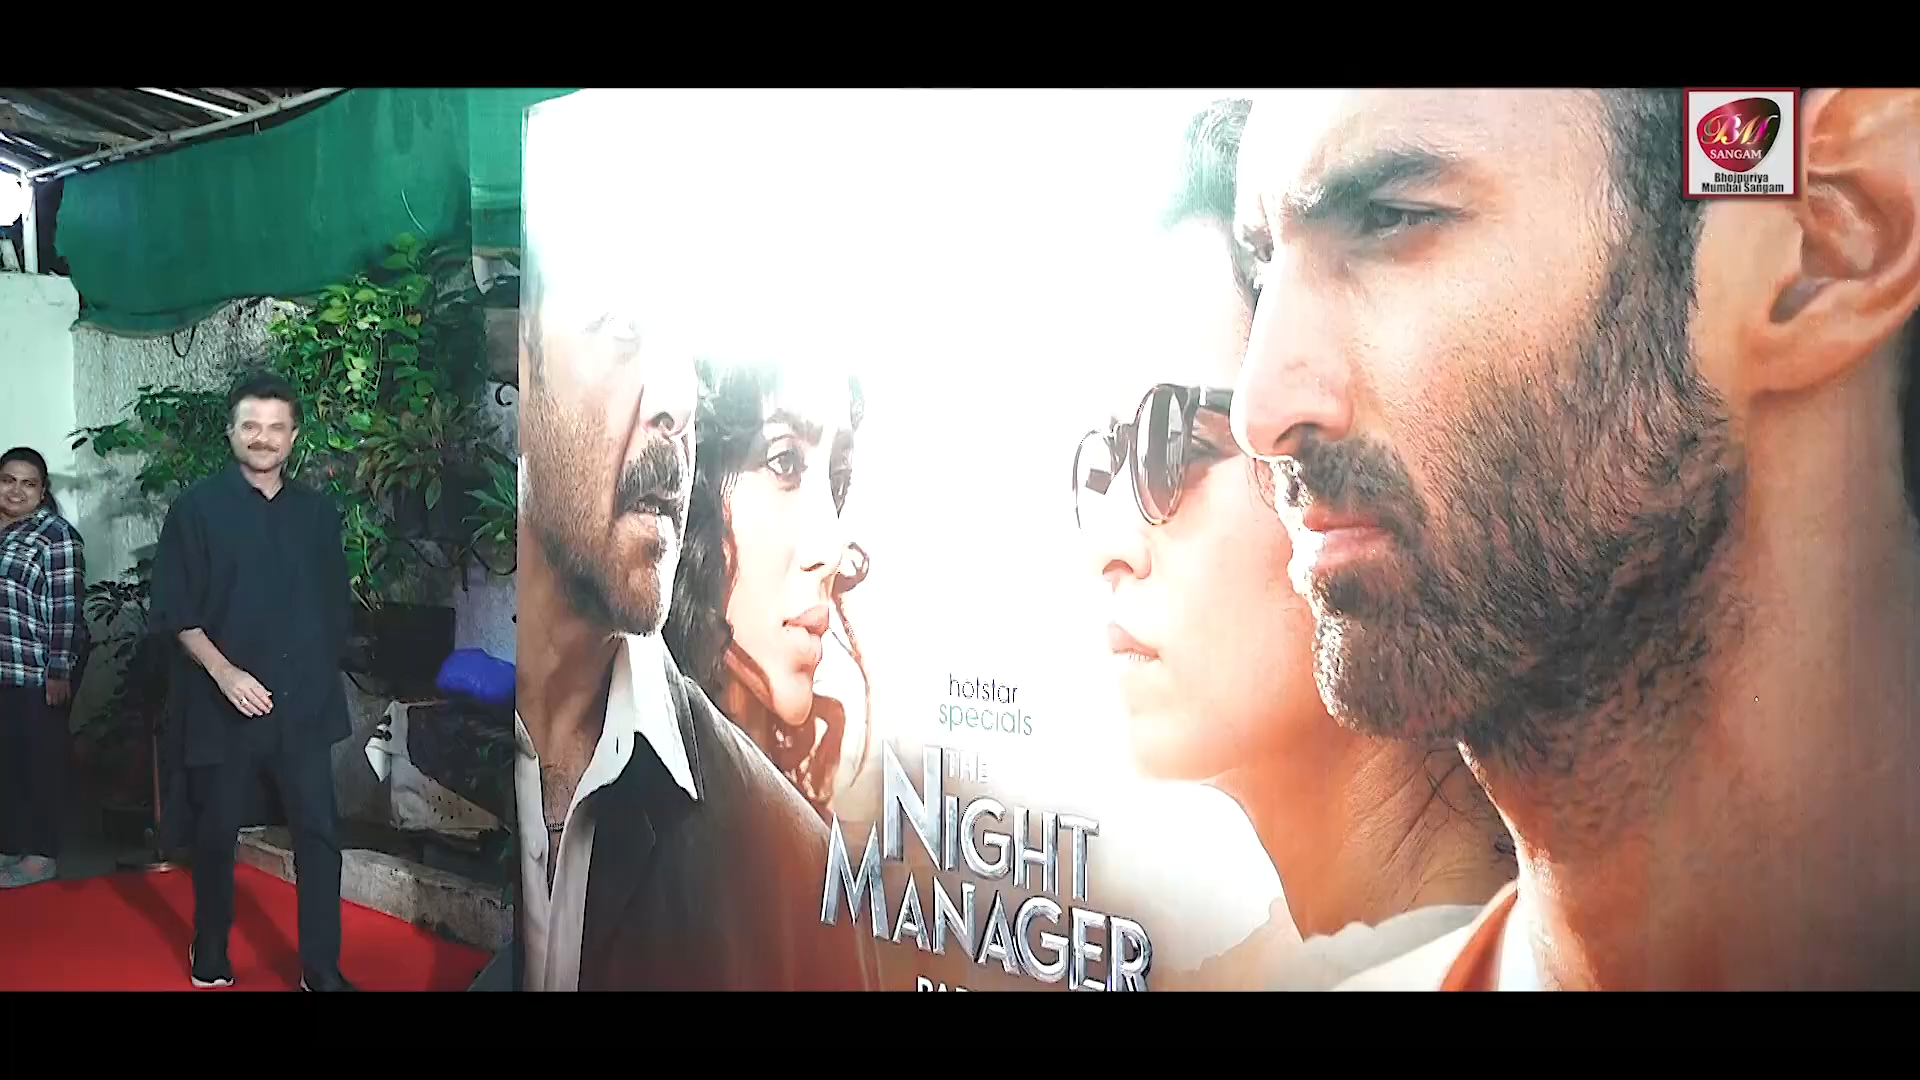 BM
SANGAM
Bhojpuriya
Mumbai Sangam
hotstar
specials
THE
NIGHT
MANAGER